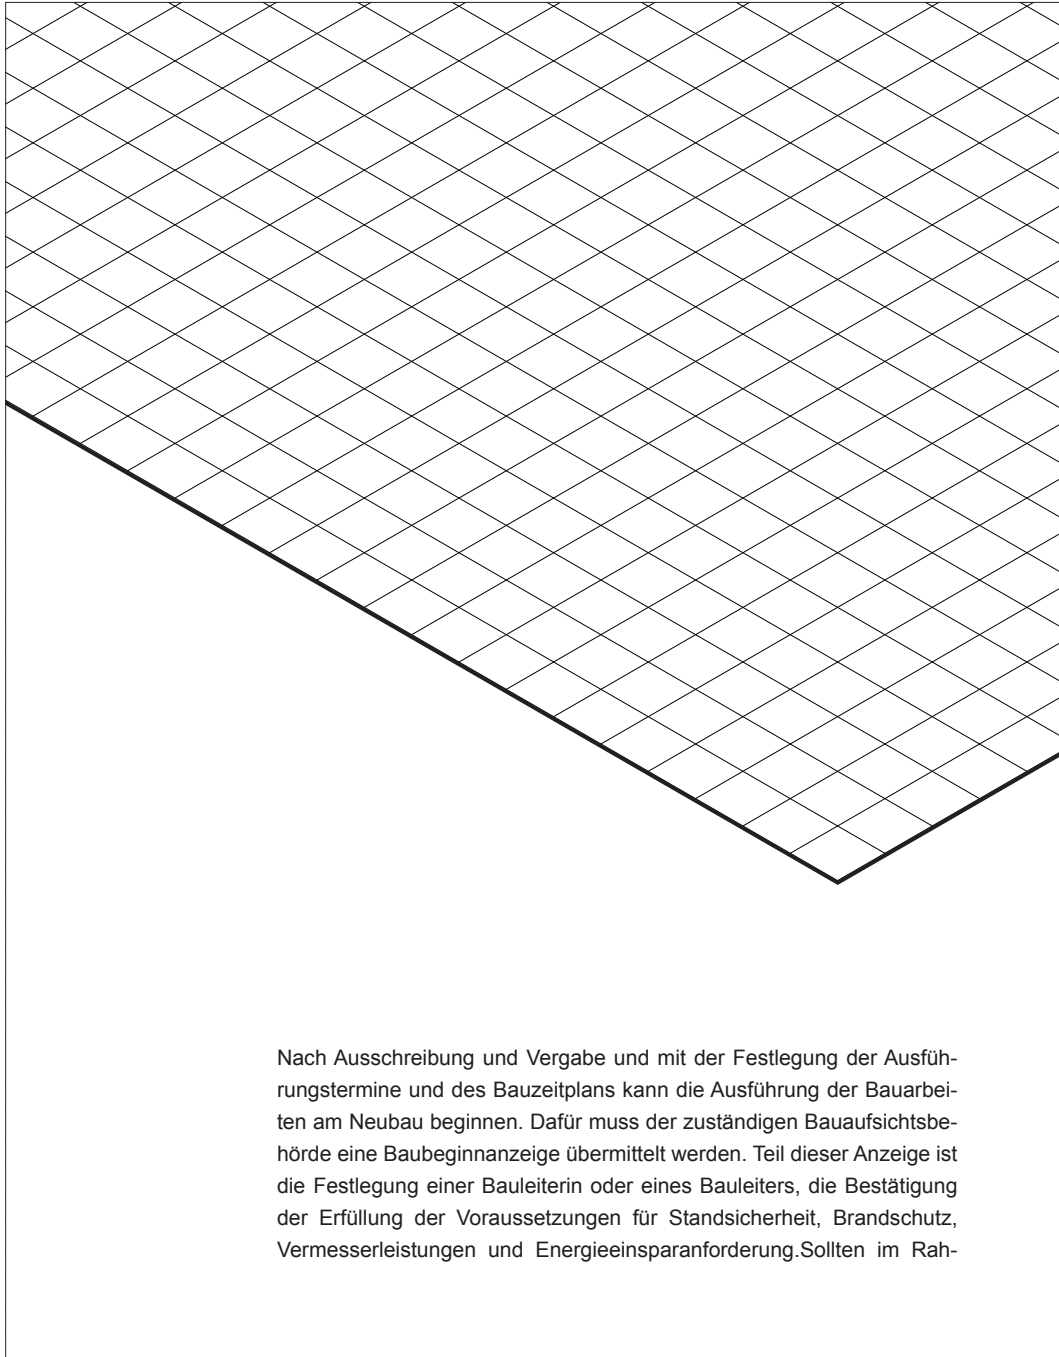 Nach Ausschreibung und Vergabe und mit der Festlegung der Ausfüh-
rungstermine und des Bauzeitplans kann die Ausführung der Bauarbei-
ten am Neubau beginnen. Dafür muss der zuständigen Bauaufsichtsbe-
hörde eine Baubeginnanzeige übermittelt werden. Teil dieser Anzeige ist
die Festlegung einer Bauleiterin oder eines Bauleiters, die Bestätigung
der Erfüllung der Voraussetzungen für Standsicherheit, Brandschutz,
Vermesserleistungen und Energieeinsparanforderung.Sollten im Rah-